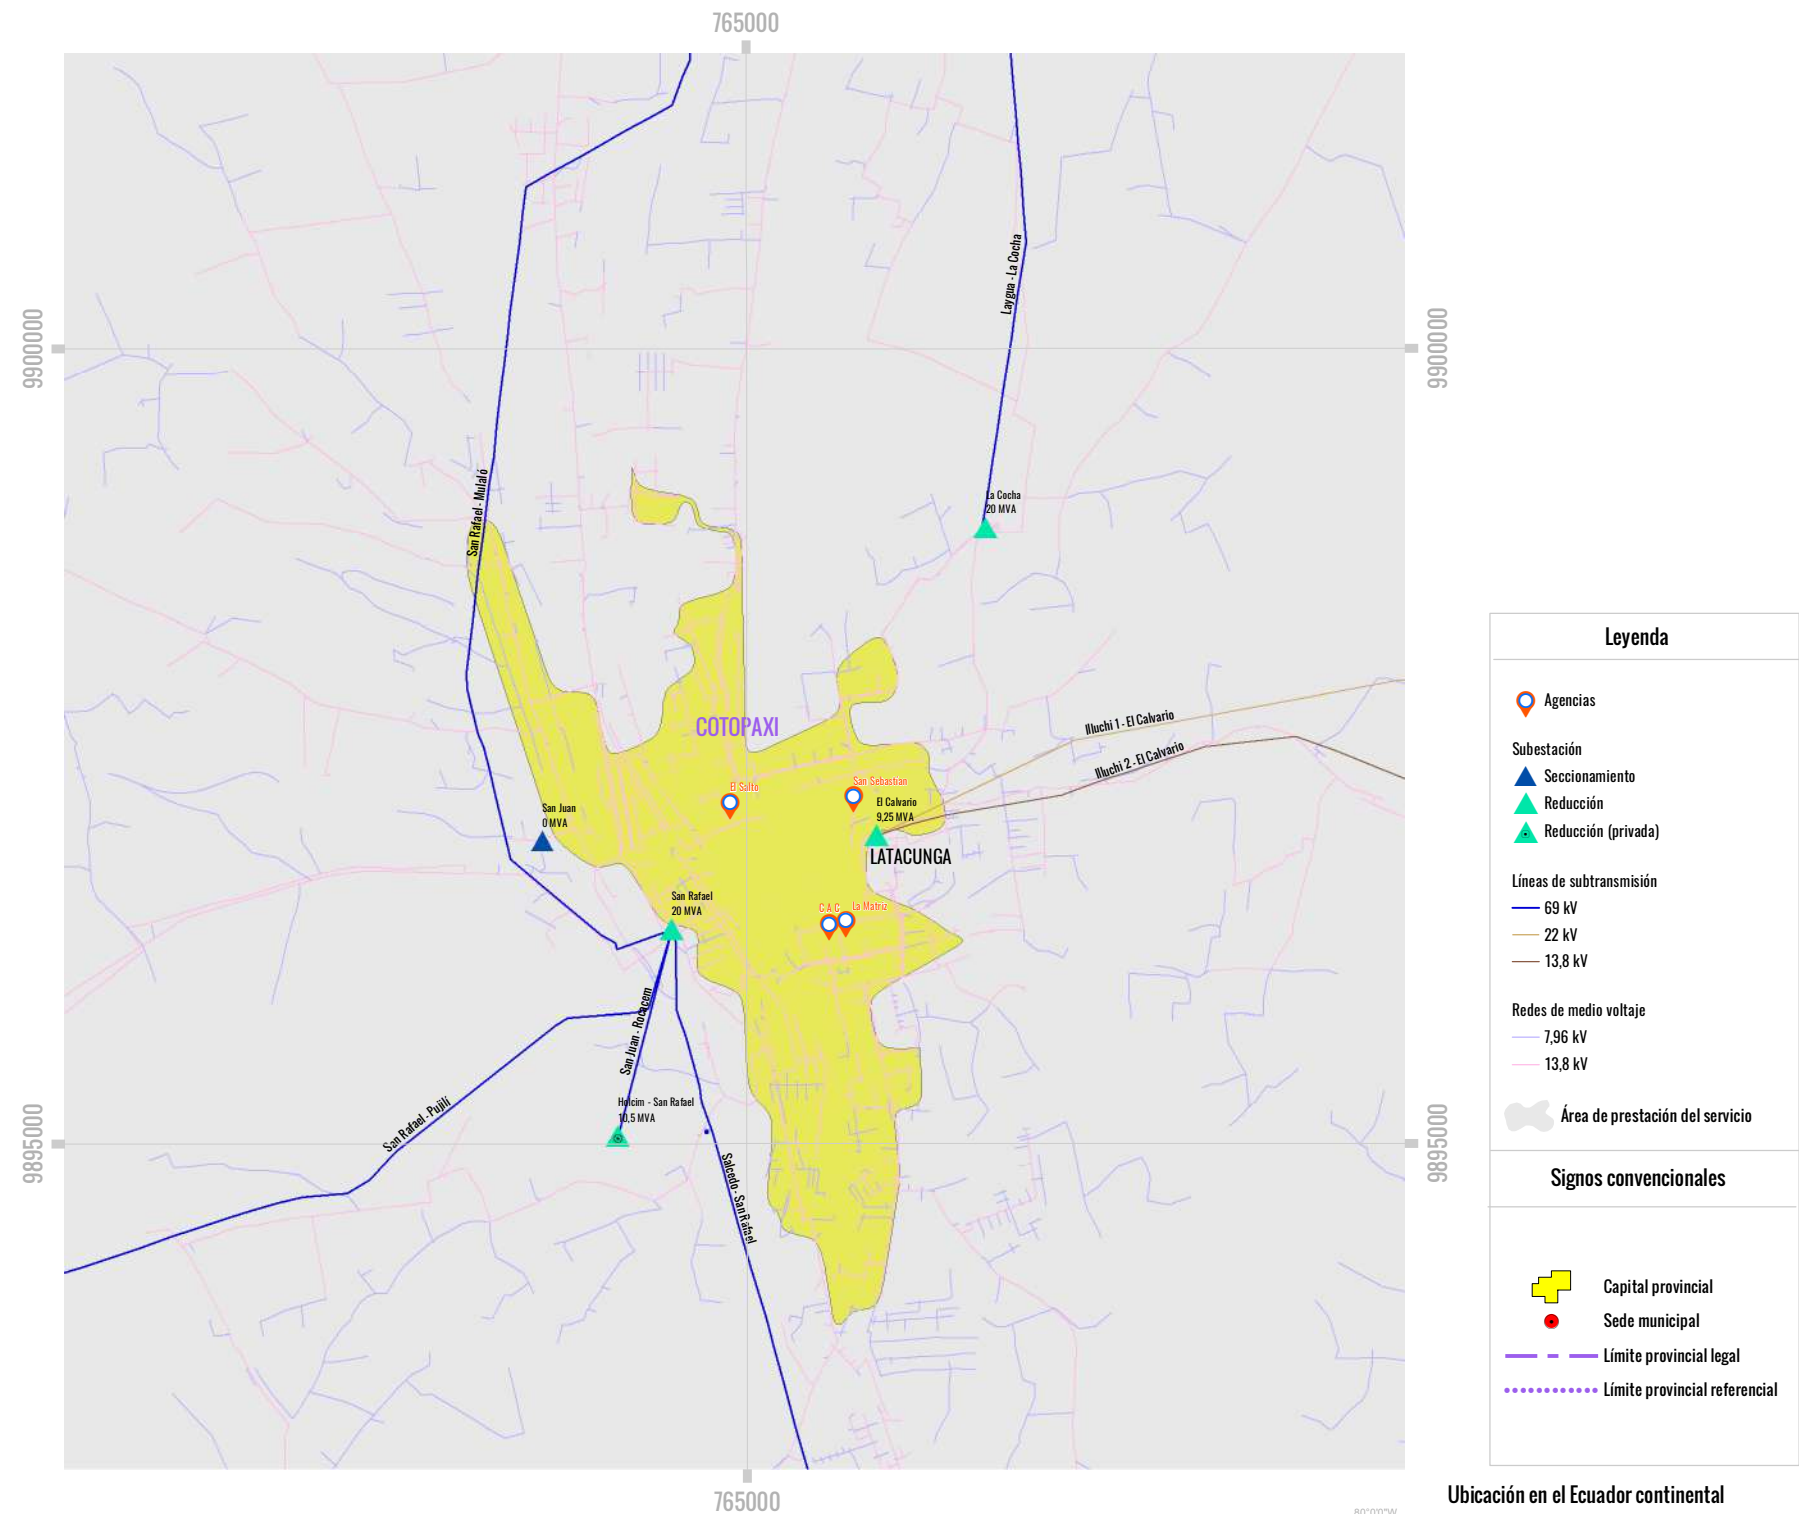 765000
9900000
9900000
Laygua - La Cocha
San Rafael - Mulaló
La Cocha
20 MVA
COTOPAXI
Illuchi 1 - El Calvario
Illuchi 2 - El Calvario
El Salto
San Sebastian
San Juan
0 MVA
El Calvario
9,25 MVA
LATACUNGA
San Rafael
20 MVA
C A C
La Matriz
San Juan - Rocacem
San Rafael - Pujilí
Holcim - San Rafael
10,5 MVA
Salcedo - San Rafael
9895000
9895000
765000
80°0'0"W
Leyenda
Agencias
Subestación
Seccionamiento
Reducción
Reducción (privada)
Líneas de subtransmisión
69 kV
22 kV
13,8 kV
Redes de medio voltaje
7,96 kV
13,8 kV
Área de prestación del servicio
Signos convencionales
Capital provincial
Sede municipal
Límite provincial legal
Límite provincial referencial
Ubicación en el Ecuador continental